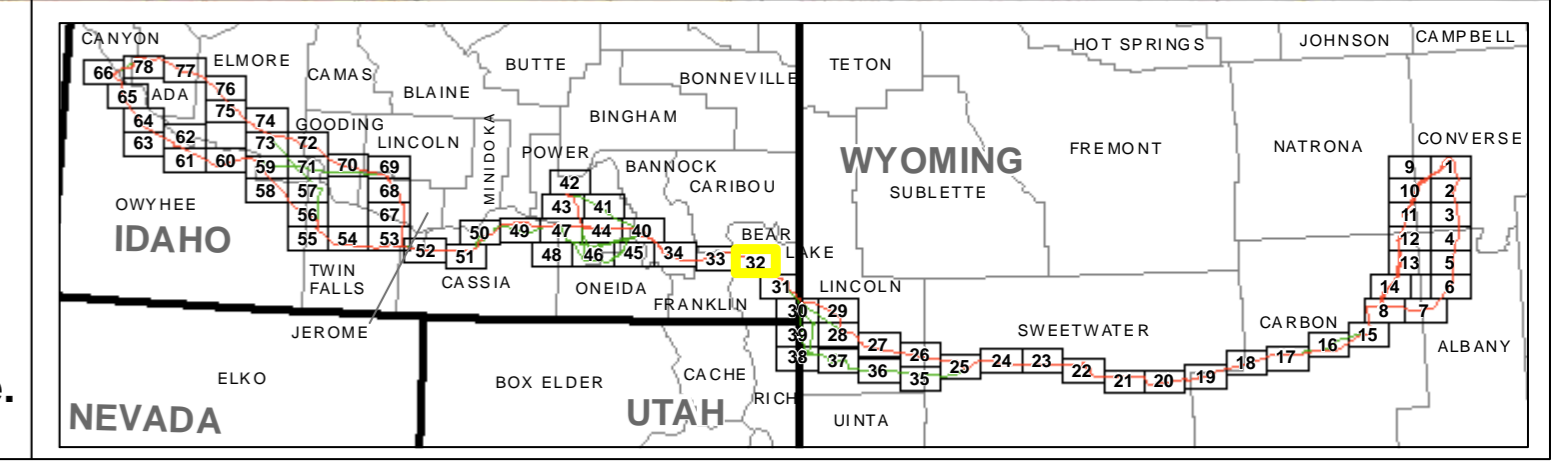 CANYON
ELMORE
CAMAS
BUTTE
BONNEVILLE
TETON
HOT SPRINGS
JOHNSON
CAMPBELL
66 78 77
76
65 ADA
BLAINE
75
64
74
GOODING
BINGHAM
63 62
73 72
LINCOLN
MINIDOKA
POWER
BANNOCK
WYOMING
FREMONT
NATRONA
CONVERSE
61 60 59 71 70 69
58 57 68
42
CARIBOU
SUBLETTE
9 1
10 2
OWYHEE
IDAHO
56 67
43 41
11 3
55 54 53 52
51 50 49 47 44 40
48 46 45 34 33 32
BEAR
LAKE
12 4
13 5
TWIN
FALLS
CASSIA
ONEIDA
FRANKLIN
31
LINCOLN
14 6
8 7
JEROME
30 29
39 28
27 26
SWEETWATER
CARBON
15
ALBANY
38 37 36 35 25 24 23 22 21 20 19 18 17 16
ELKO
BOX ELDER
CACHE
RICH
UINTA
NEVADA
UTAH
e.